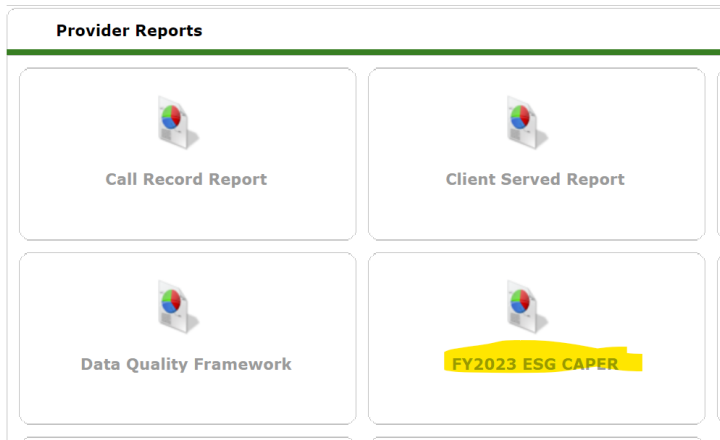 Provider Reports
Call Record Report
Client Served Report
Data Quality Framework
FY2023 ESG CAPER